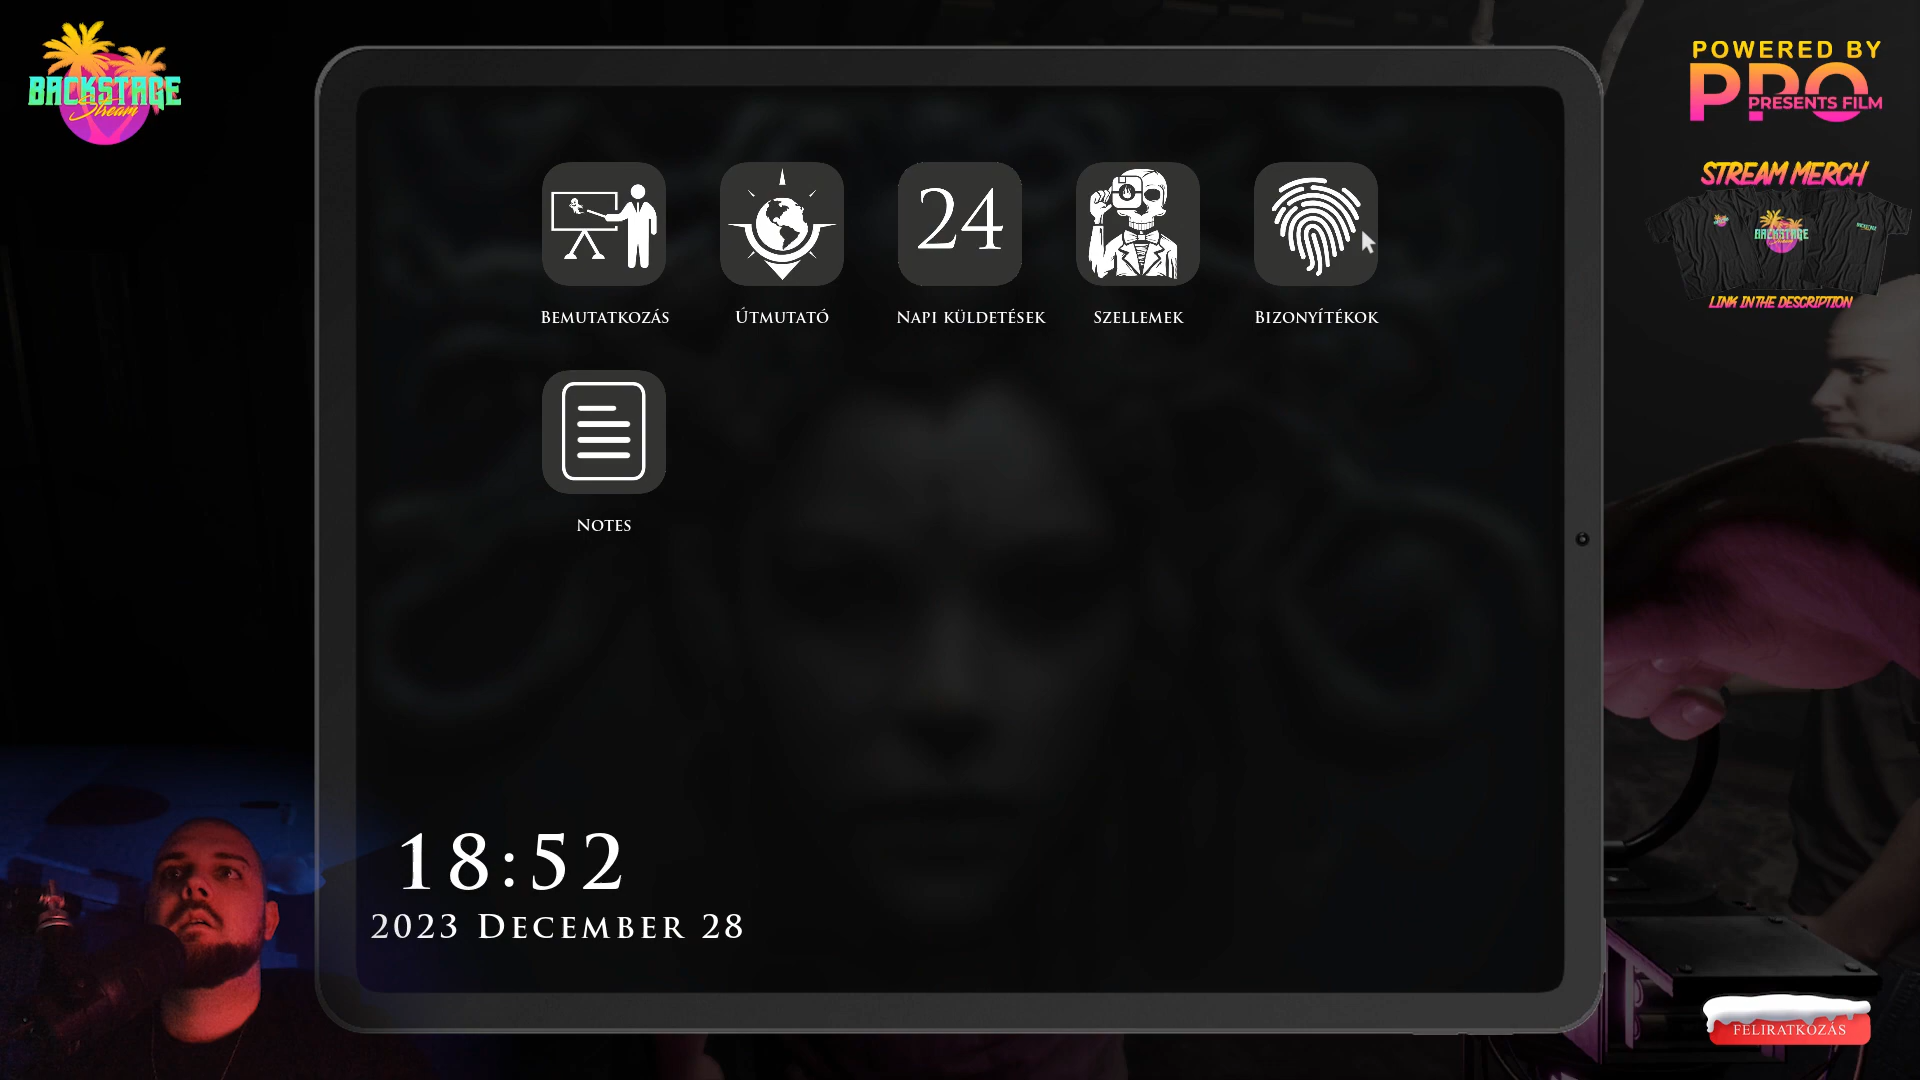 BACKSTAGE
Stream
POWERED BY
PRO
PRESENTS FILM
STREAM MERCH
BACKSTAGE
LINK IN THE DESCRIPTION
24
Bemutatkozás
Útmutató
Napi küldetések
Szellemek
Bizonyítékok
Notes
18:52
2023 December 28
FELIRATKOZÁS